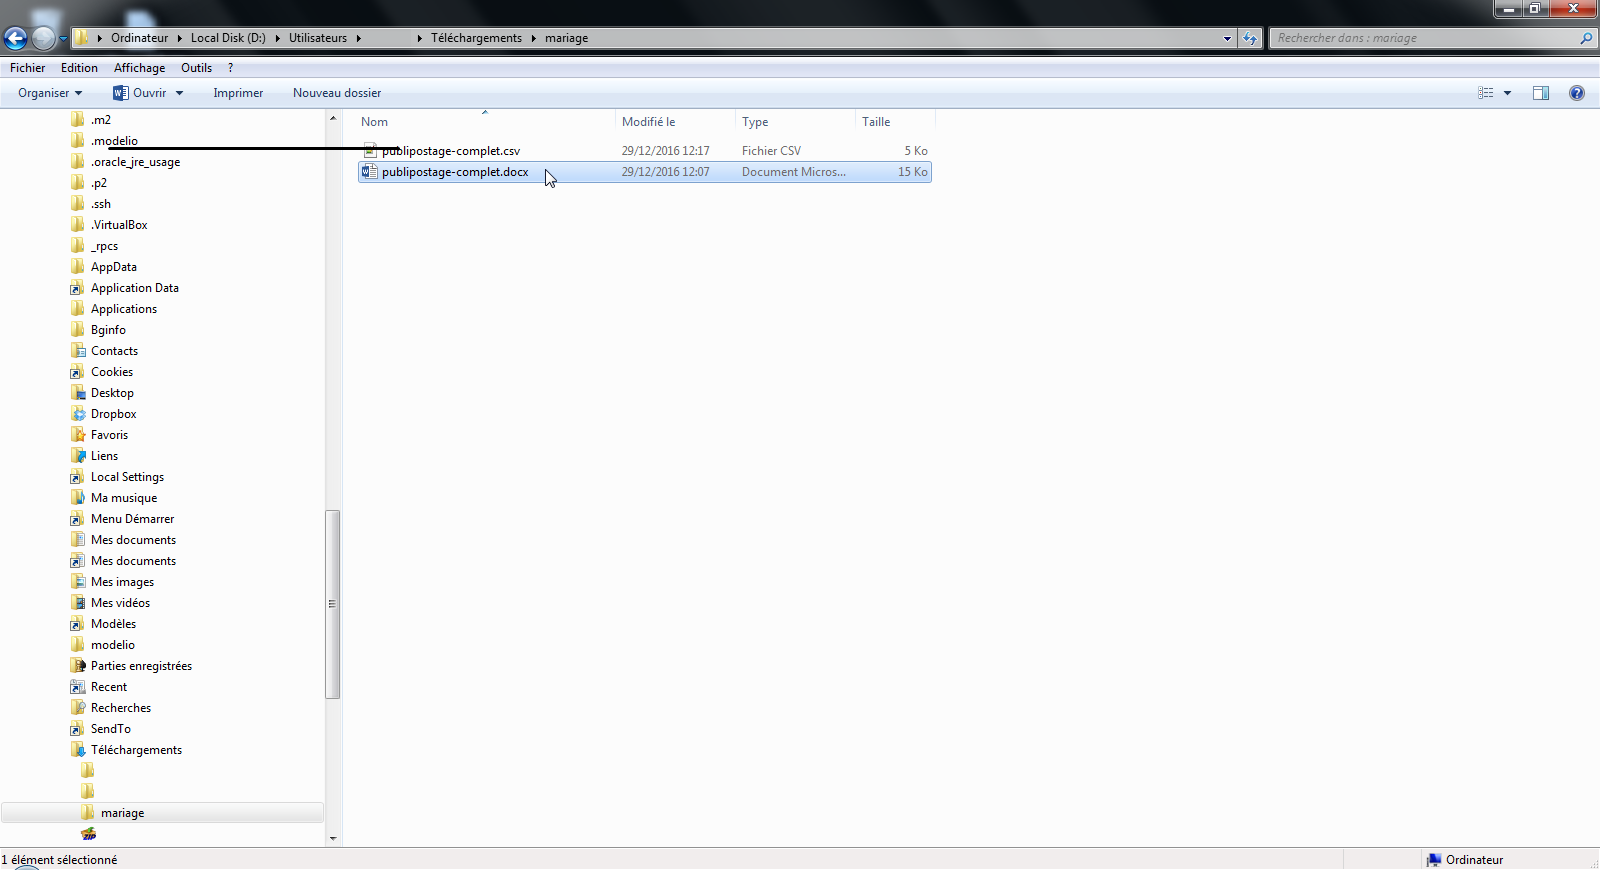 Ordinateur Local Disk (D:) Utilisateurs Téléchargements mariage
Rechercher dans : mariage
Fichier Edition Affichage Outils ?
Organiser Ouvrir Imprimer Nouveau dossier
.m2
.modelio
.oracle_jre_usage
.p2
.ssh
.VirtualBox
_rpcs
AppData
Application Data
Applications
Bginfo
Contacts
Cookies
Desktop
Dropbox
Favoris
Liens
Local Settings
Ma musique
Menu Démarrer
Mes documents
Mes documents
Mes images
Mes vidéos
Modèles
modelio
Parties enregistrées
Recent
Recherches
SendTo
Téléchargements
mariage
Nom Modifié le Type Taille
publipostage-complet.csv 29/12/2016 12:17 Fichier CSV 5 Ko
publipostage-complet.docx 29/12/2016 12:07 Document Micros... 15 Ko
1 élément sélectionné
Ordinateur